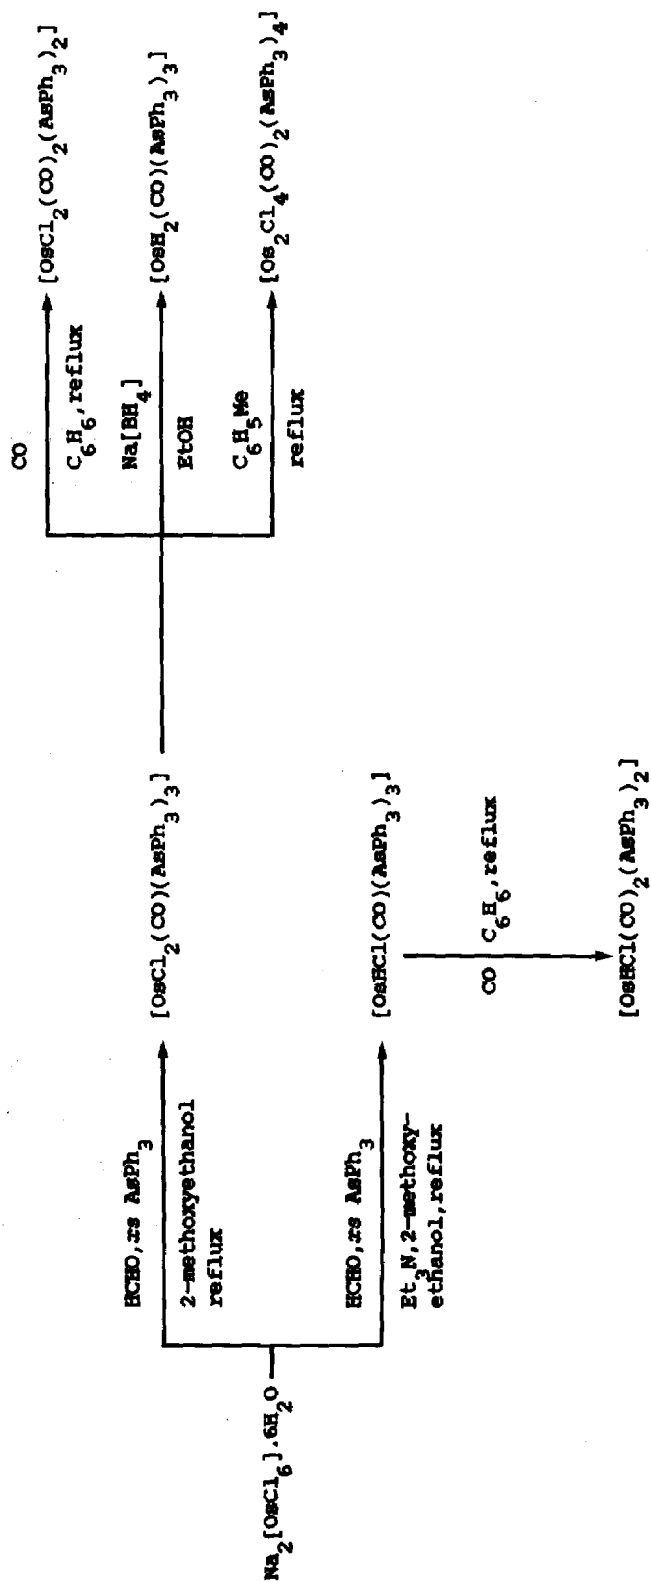 Na2[OsCl6].6H2O
HCHO,xs AsPh3
2-methoxyethanol
reflux
[OsCl2(CO)(AsPh3)3]
HCHO,xs AsPh3
Et3N,2-methoxy-
ethanol,reflux
[OsHCl(CO)(AsPh3)3]
CO C6H6,reflux
[OsHCl(CO)2(AsPh3)2]
CO
C6H6,reflux
[OsCl2(CO)2(AsPh3)2]
Na[BH4]
EtOH
[OsH2(CO)(AsPh3)3]
C6H5Me
reflux
[Os2Cl4(CO)2(AsPh3)4]